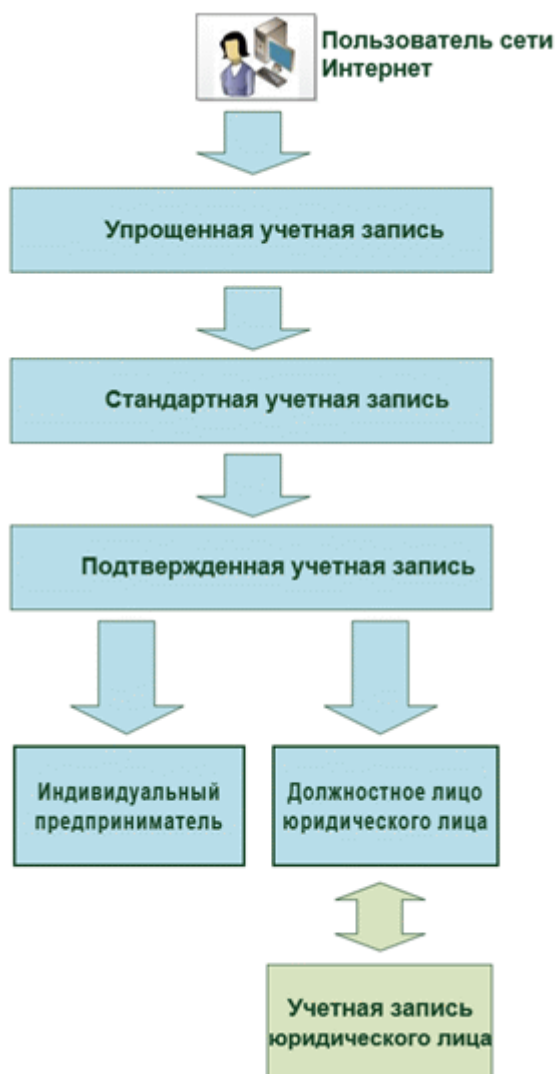 Пользователь сети
Интернет
Упрощенная учетная запись
Стандартная учетная запись
Подтвержденная учетная запись
Индивидуальный
предприниматель
Должностное лицо
юридического лица
Учетная запись
юридического лица